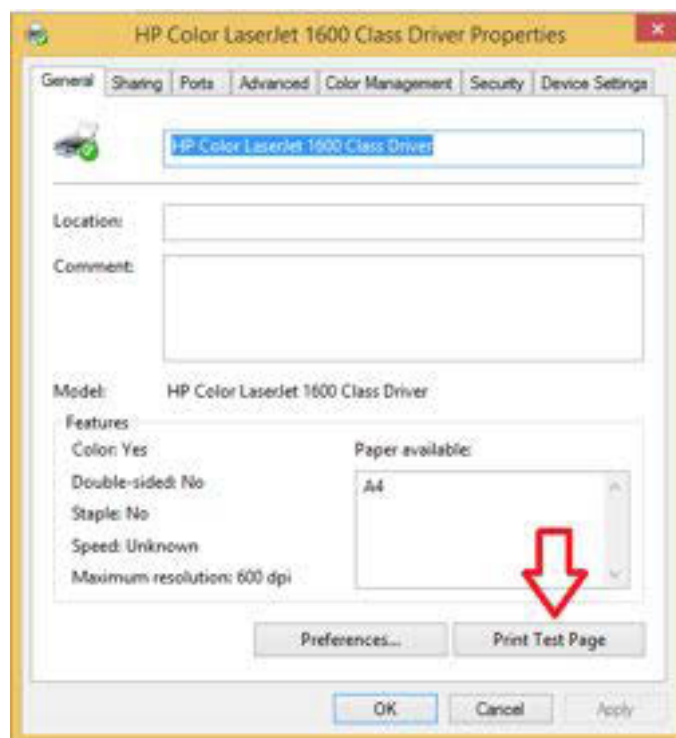 HP Color LaserJet 1600 Class Driver Properties
General Sharing Ports Advanced Color Management Security Device Settings
HP Color LaserJet 1600 Class Driver
Location:
Comment:
Model: HP Color LaserJet 1600 Class Driver
Features
Color: Yes
Paper available:
Double-sided: No
A4
Staple: No
Speed: Unknown
Maximum resolution: 600 dpi
Preferences... Print Test Page
OK Cancel Apply